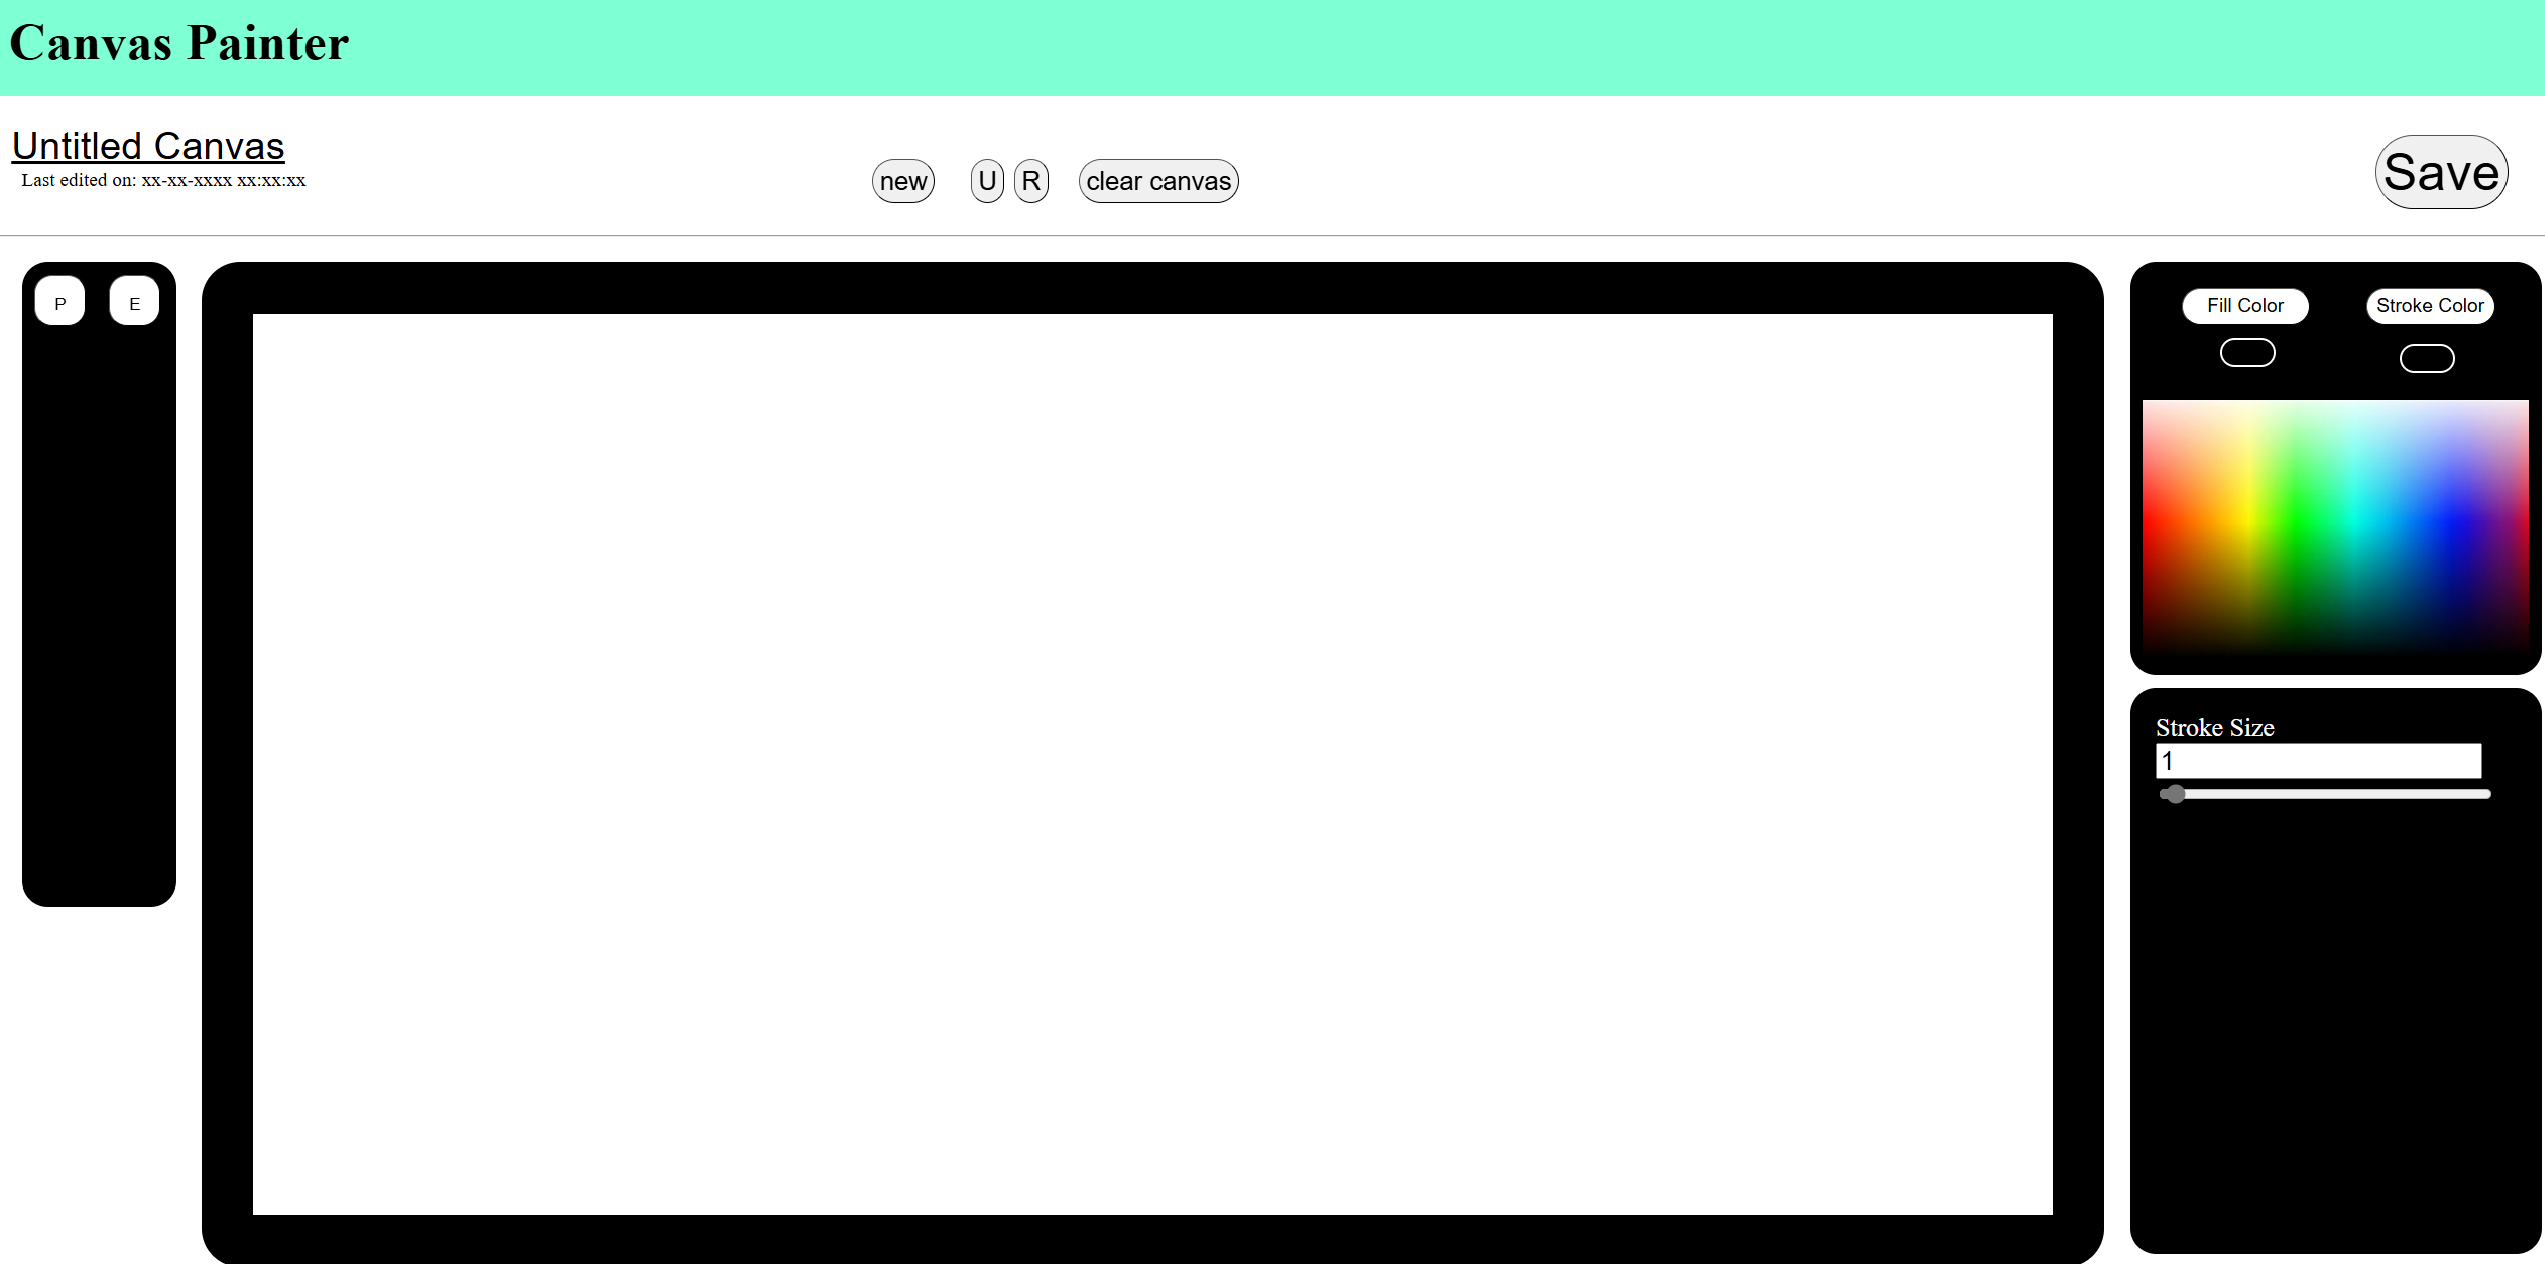 Canvas Painter
Untitled Canvas
Last edited on: xx-xx-xxxx xx:xx:xx
new U R clear canvas
Save
P E
Fill Color Stroke Color
Stroke Size
1